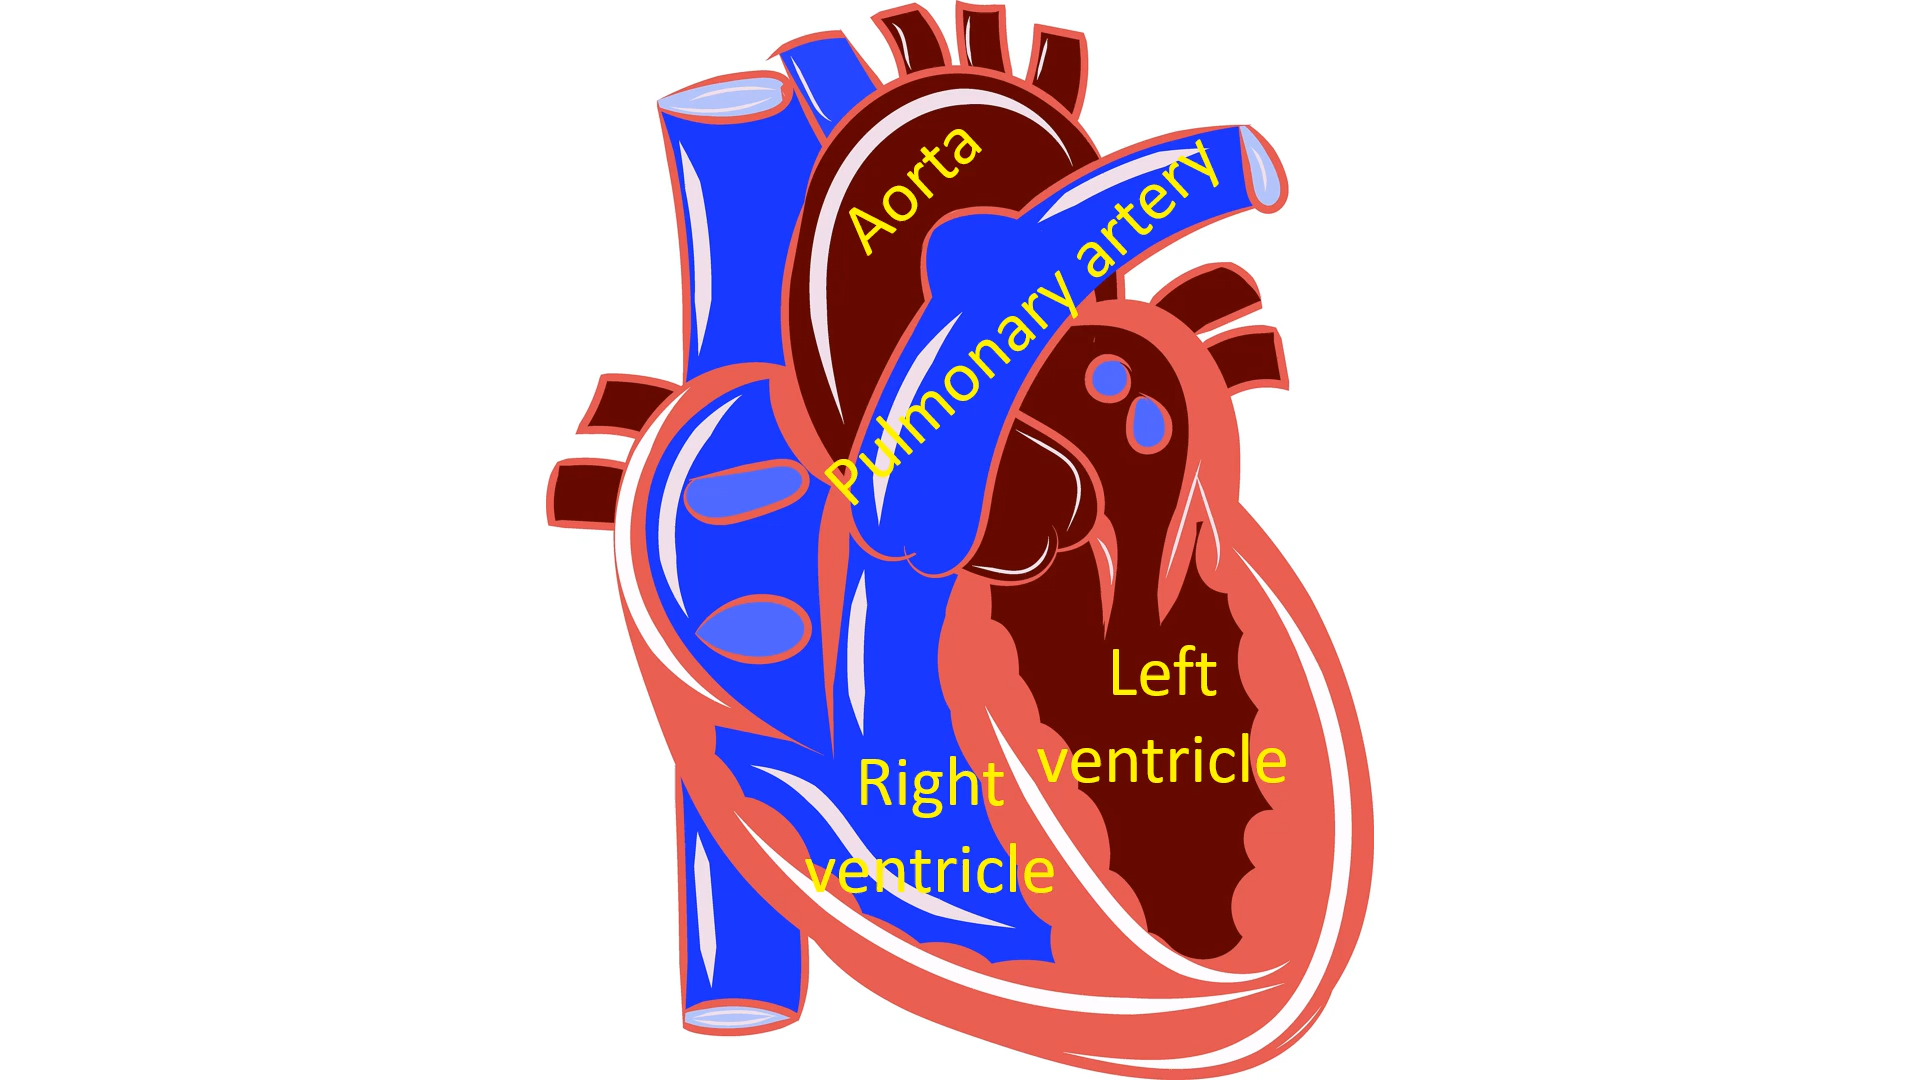 Aorta
Pulmonary artery
Left
ventricle
Right
ventricle